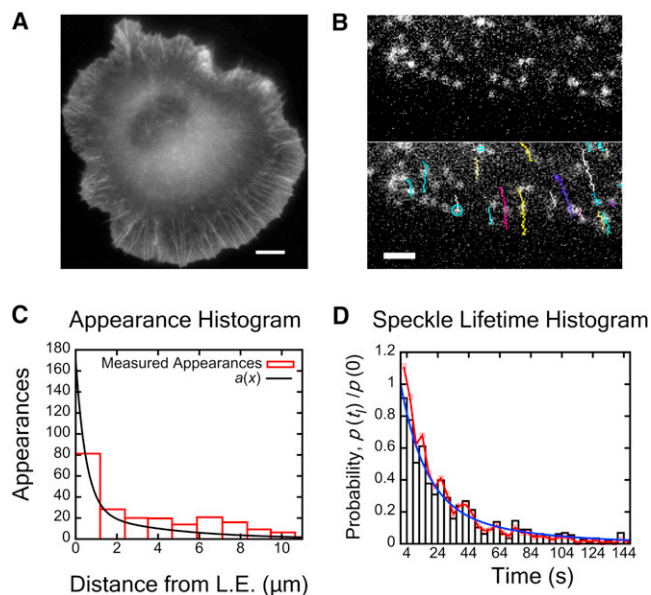 A
B
C
Appearance Histogram
Appearances
180
160
140
120
100
80
60
40
20
0
Measured Appearances
a(x)
0
2
4
6
8
10
Distance from L.E. (μm)
D
Speckle Lifetime Histogram
Probability, p(tᵢ)/p(0)
1.2
1
0.8
0.6
0.4
0.2
0
4
24
44
64
84
104
124
144
Time (s)